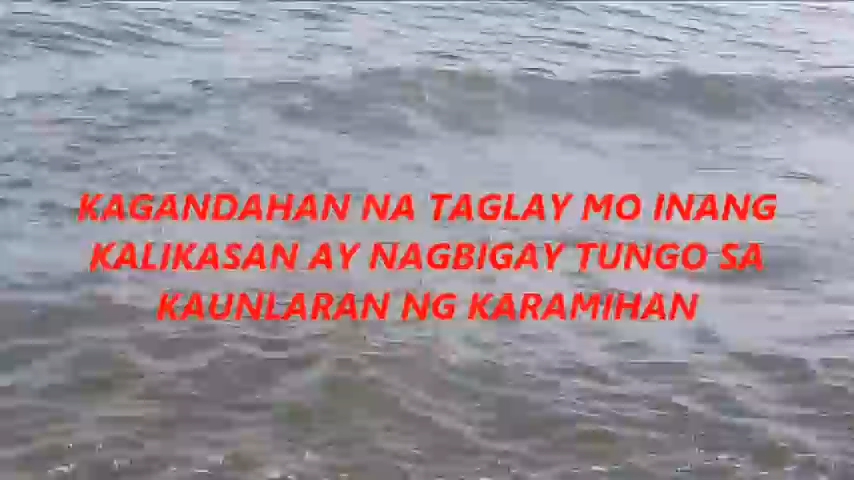 KAGANDAHAN NA TAGLAY MO INANG
KALIKASAN AY NAGBIGAY TUNGO SA
KAUNLARAN NG KARAMIHAN